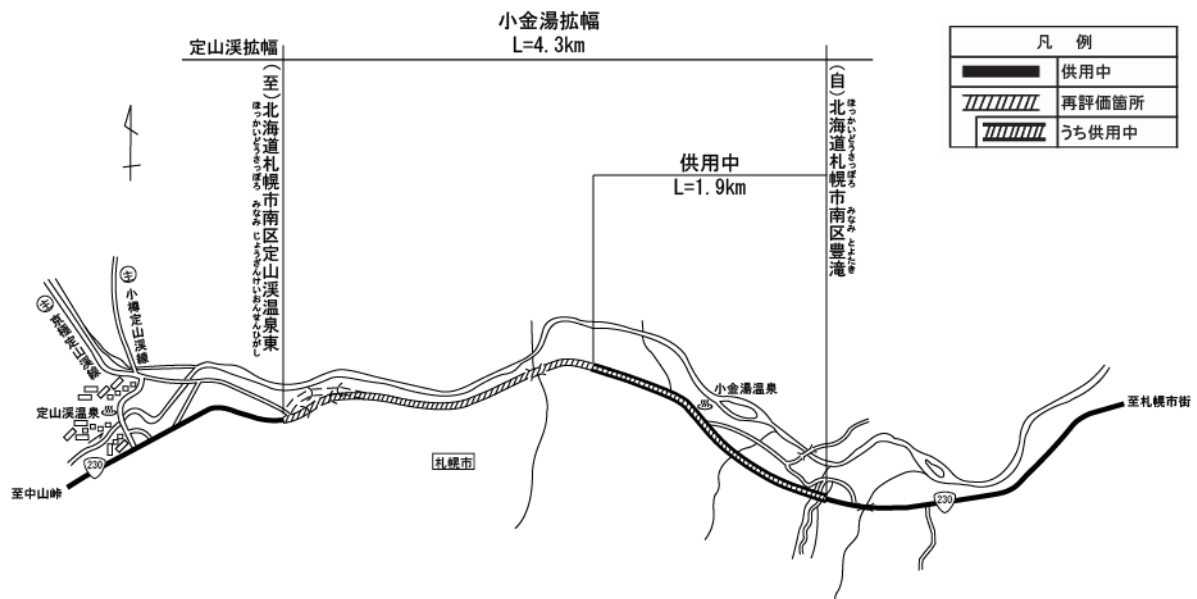 小金湯拡幅
L=4.3km
定山渓拡幅
(至)北海道札幌市南区定山渓温泉東
ほっかいどうさっぽろ みなみ じょうざんけいおんせんひがし
供用中
L=1.9km
(自)北海道札幌市南区豊滝
ほっかいどうさっぽろ みなみ とよたき
凡 例
供用中
再評価箇所
うち供用中
主 小樽定山渓線
主 京極定山渓線
定山渓温泉
230
至中山峠
札幌市
小金湯温泉
至札幌市街
230